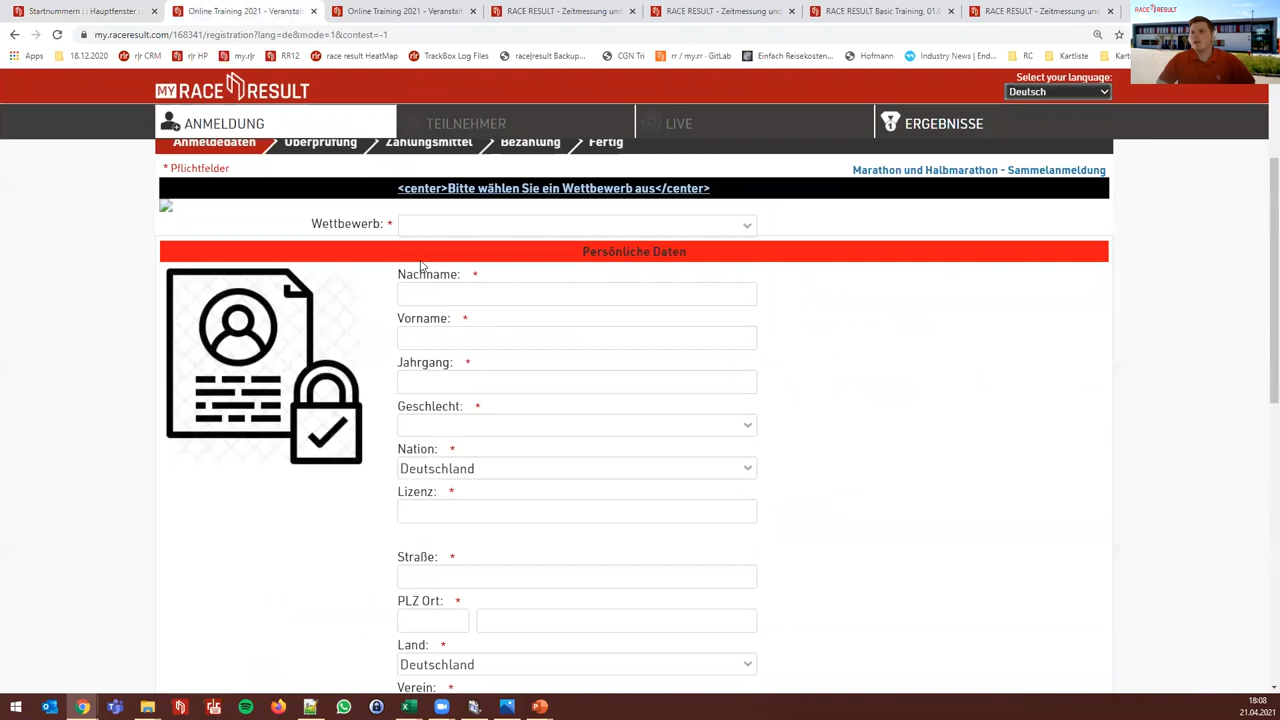 Startnummern :: Hauptfenster
Online Training 2021 - Veranstal
Online Training 2021 - Veranstal
RACE RESULT - Zeitmessung und
RACE RESULT - Zeitmessung und
RACE RESULT Basic Training, 01.0
RACE RESULT - Zeitmessung und
my.raceresult.com/168341/registration?lang=de&mode=1&contest=-1
Apps 18.12.2020 r|r CRM r|r HP my.r|r RR12 race result HeatMap TrackBox Log Files race|result backup... CGN Tri rr / my.rr · GitLab Einfach Reisekosten... Hofmann Industry News | End... RC Kartliste
RACE RESULT
MY RACE RESULT
Select your language:
Deutsch
ANMELDUNG TEILNEHMER LIVE ERGEBNISSE
Anmeldedaten Überprüfung Zahlungsmittel Bezahlung Fertig
* Pflichtfelder
Marathon und Halbmarathon - Sammelanmeldung
<center>Bitte wählen Sie ein Wettbewerb aus</center>
Wettbewerb: *
Persönliche Daten
Nachname: *
Vorname: *
Jahrgang: *
Geschlecht: *
Nation: *
Deutschland
Lizenz: *
Straße: *
PLZ Ort: *
Land: *
Deutschland
Verein: *
18:08
21.04.2021